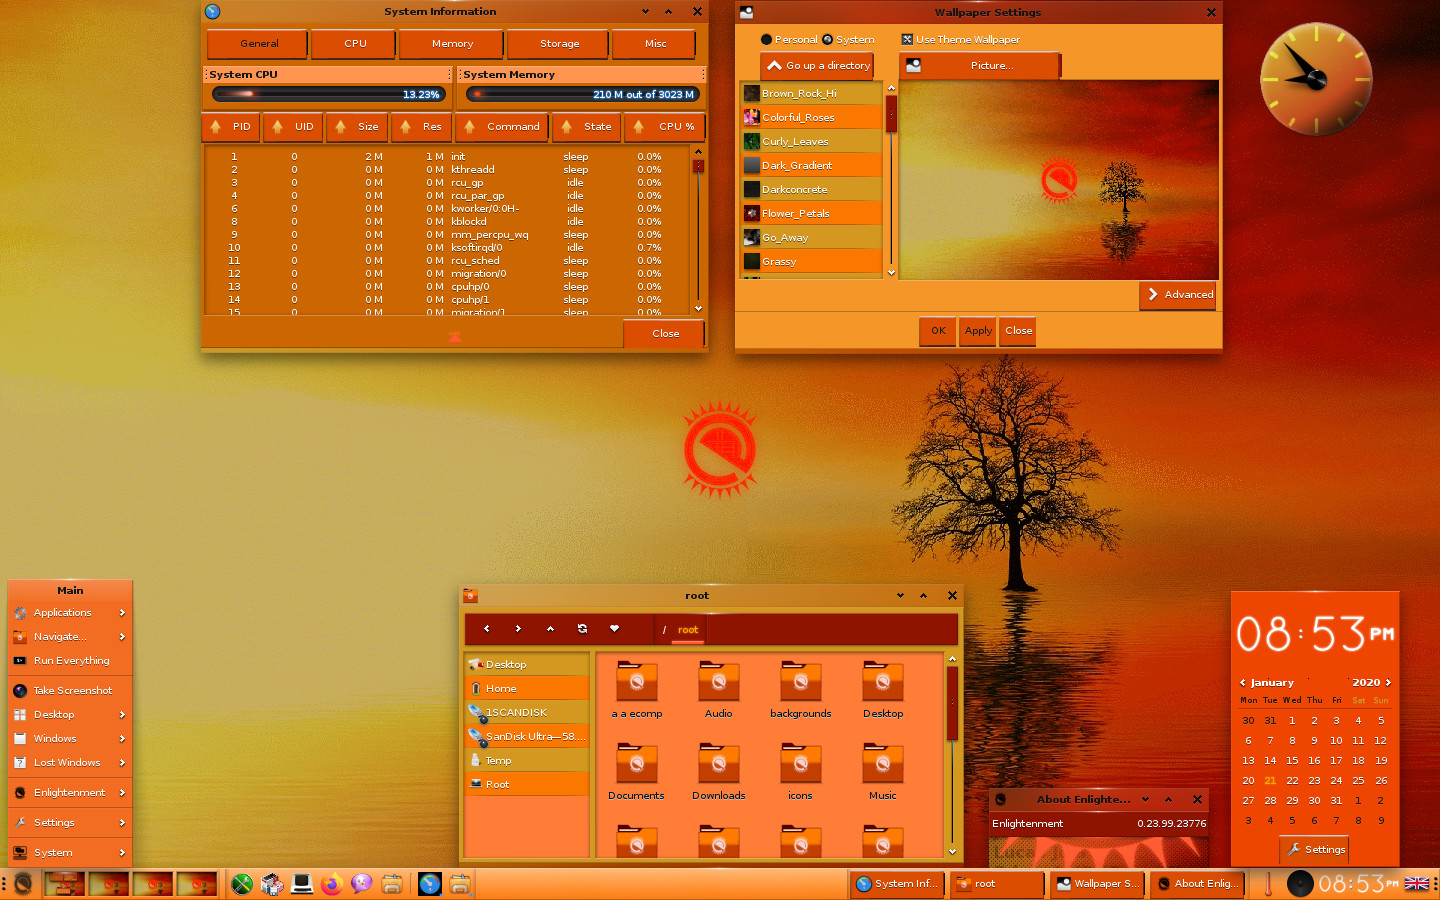 System Information
General CPU Memory Storage Misc
System CPU System Memory
13.23% 210 M out of 3023 M
PID UID Size Res Command State CPU %
1 0 2 M 1 M init sleep 0.0%
2 0 0 M 0 M kthreadd sleep 0.0%
3 0 0 M 0 M rcu_gp idle 0.0%
4 0 0 M 0 M rcu_par_gp idle 0.0%
6 0 0 M 0 M kworker/0:0H- idle 0.0%
8 0 0 M 0 M kblockd idle 0.0%
9 0 0 M 0 M mm_percpu_wq sleep 0.0%
10 0 0 M 0 M ksoftirqd/0 idle 0.7%
11 0 0 M 0 M rcu_sched sleep 0.0%
12 0 0 M 0 M migration/0 sleep 0.0%
13 0 0 M 0 M cpuhp/0 sleep 0.0%
14 0 0 M 0 M cpuhp/1 sleep 0.0%
15 0 0 M 0 M migration/1 sleep 0.0%
Close
Wallpaper Settings
Personal System Use Theme Wallpaper
Go up a directory Picture...
Brown_Rock_Hi
Colorful_Roses
Curly_Leaves
Dark_Gradient
Darkconcrete
Flower_Petals
Go_Away
Grassy
Advanced
OK Apply Close
Main
Applications
Navigate...
Run Everything
Take Screenshot
Desktop
Windows
Lost Windows
Enlightenment
Settings
System
root
/ root
Desktop
Home
1SCANDISK
SanDisk Ultra—58....
Temp
Root
a a ecomp Audio backgrounds Desktop
Documents Downloads icons Music
About Enlighte...
Enlightenment 0.23.99.23776
08:53PM
January 2020
Mon Tue Wed Thu Fri Sat Sun
30 31 1 2 3 4 5
6 7 8 9 10 11 12
13 14 15 16 17 18 19
20 21 22 23 24 25 26
27 28 29 30 31 1 2
3 4 5 6 7 8 9
Settings
System Inf... root Wallpaper S... About Enlig... 08:53PM